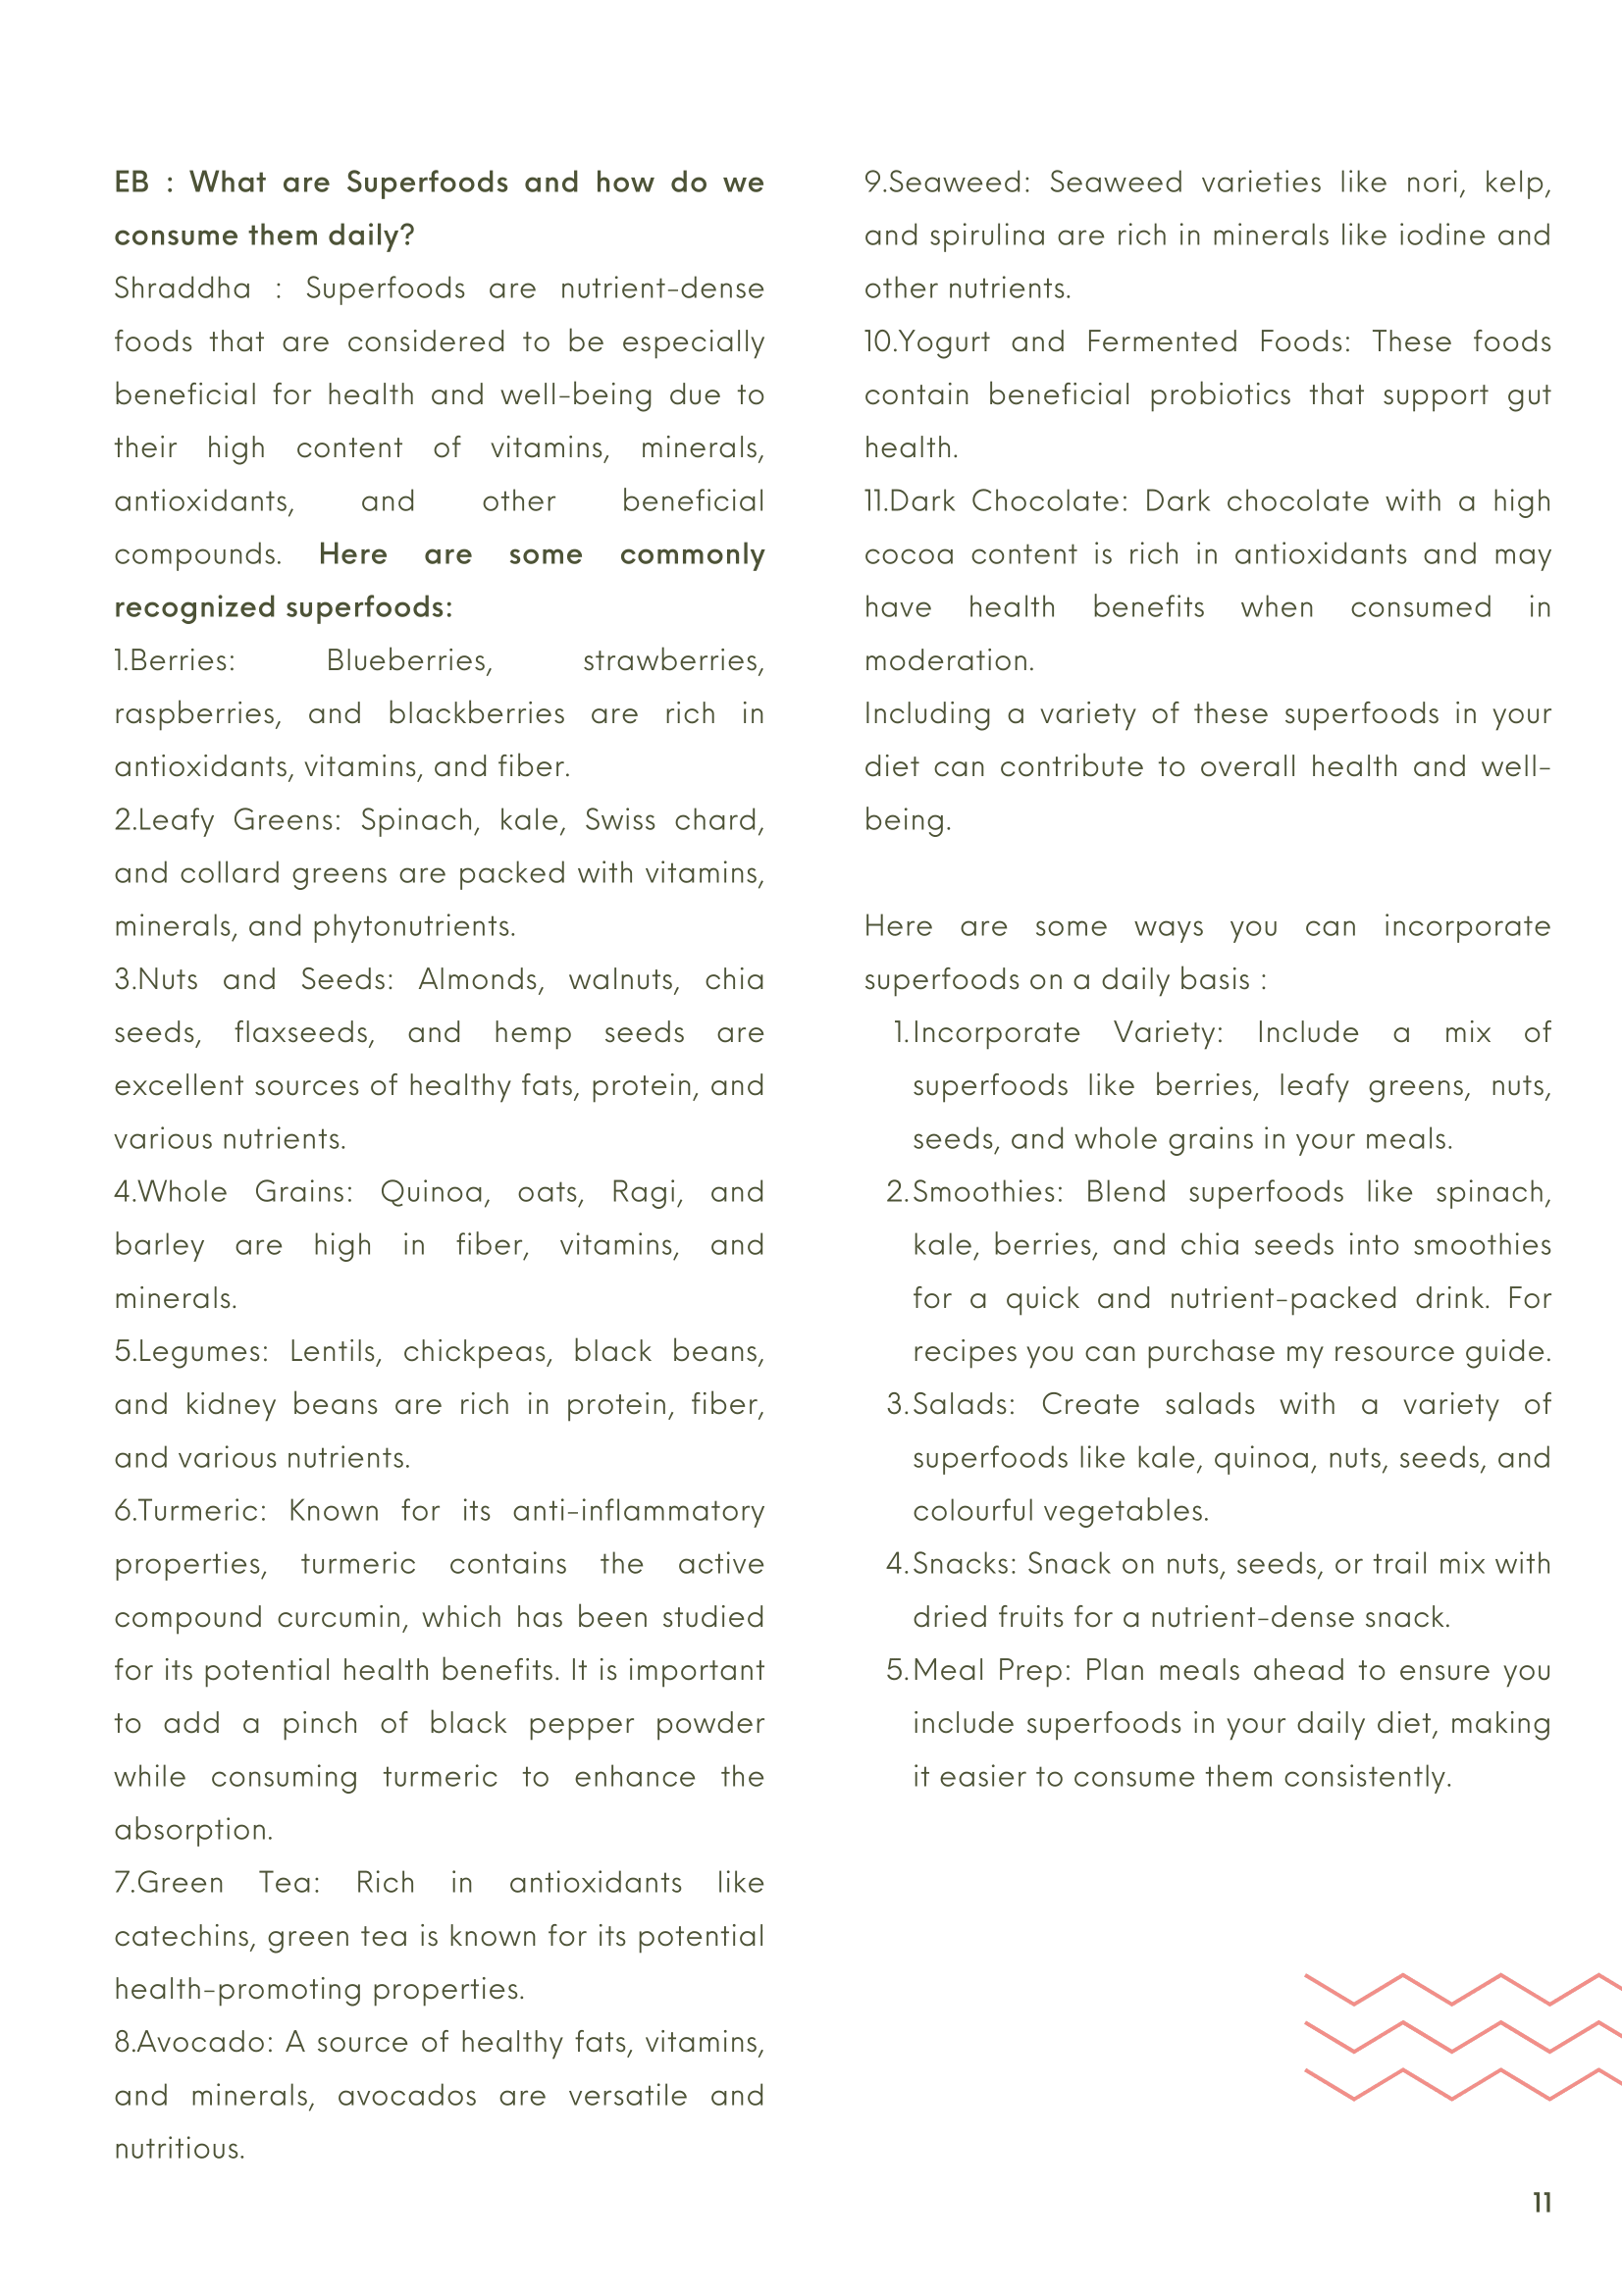 EB : What are Superfoods and how do we
consume them daily?
Shraddha : Superfoods are nutrient-dense
foods that are considered to be especially
beneficial for health and well-being due to
their high content of vitamins, minerals,
antioxidants, and other beneficial
compounds. Here are some commonly
recognized superfoods:
1.Berries: Blueberries, strawberries,
raspberries, and blackberries are rich in
antioxidants, vitamins, and fiber.
2.Leafy Greens: Spinach, kale, Swiss chard,
and collard greens are packed with vitamins,
minerals, and phytonutrients.
3.Nuts and Seeds: Almonds, walnuts, chia
seeds, flaxseeds, and hemp seeds are
excellent sources of healthy fats, protein, and
various nutrients.
4.Whole Grains: Quinoa, oats, Ragi, and
barley are high in fiber, vitamins, and
minerals.
5.Legumes: Lentils, chickpeas, black beans,
and kidney beans are rich in protein, fiber,
and various nutrients.
6.Turmeric: Known for its anti-inflammatory
properties, turmeric contains the active
compound curcumin, which has been studied
for its potential health benefits. It is important
to add a pinch of black pepper powder
while consuming turmeric to enhance the
absorption.
7.Green Tea: Rich in antioxidants like
catechins, green tea is known for its potential
health-promoting properties.
8.Avocado: A source of healthy fats, vitamins,
and minerals, avocados are versatile and
nutritious.
9.Seaweed: Seaweed varieties like nori, kelp,
and spirulina are rich in minerals like iodine and
other nutrients.
10.Yogurt and Fermented Foods: These foods
contain beneficial probiotics that support gut
health.
11.Dark Chocolate: Dark chocolate with a high
cocoa content is rich in antioxidants and may
have health benefits when consumed in
moderation.
Including a variety of these superfoods in your
diet can contribute to overall health and well-
being.
Here are some ways you can incorporate
superfoods on a daily basis :
1.Incorporate Variety: Include a mix of
superfoods like berries, leafy greens, nuts,
seeds, and whole grains in your meals.
2.Smoothies: Blend superfoods like spinach,
kale, berries, and chia seeds into smoothies
for a quick and nutrient-packed drink. For
recipes you can purchase my resource guide.
3.Salads: Create salads with a variety of
superfoods like kale, quinoa, nuts, seeds, and
colourful vegetables.
4.Snacks: Snack on nuts, seeds, or trail mix with
dried fruits for a nutrient-dense snack.
5.Meal Prep: Plan meals ahead to ensure you
include superfoods in your daily diet, making
it easier to consume them consistently.
11